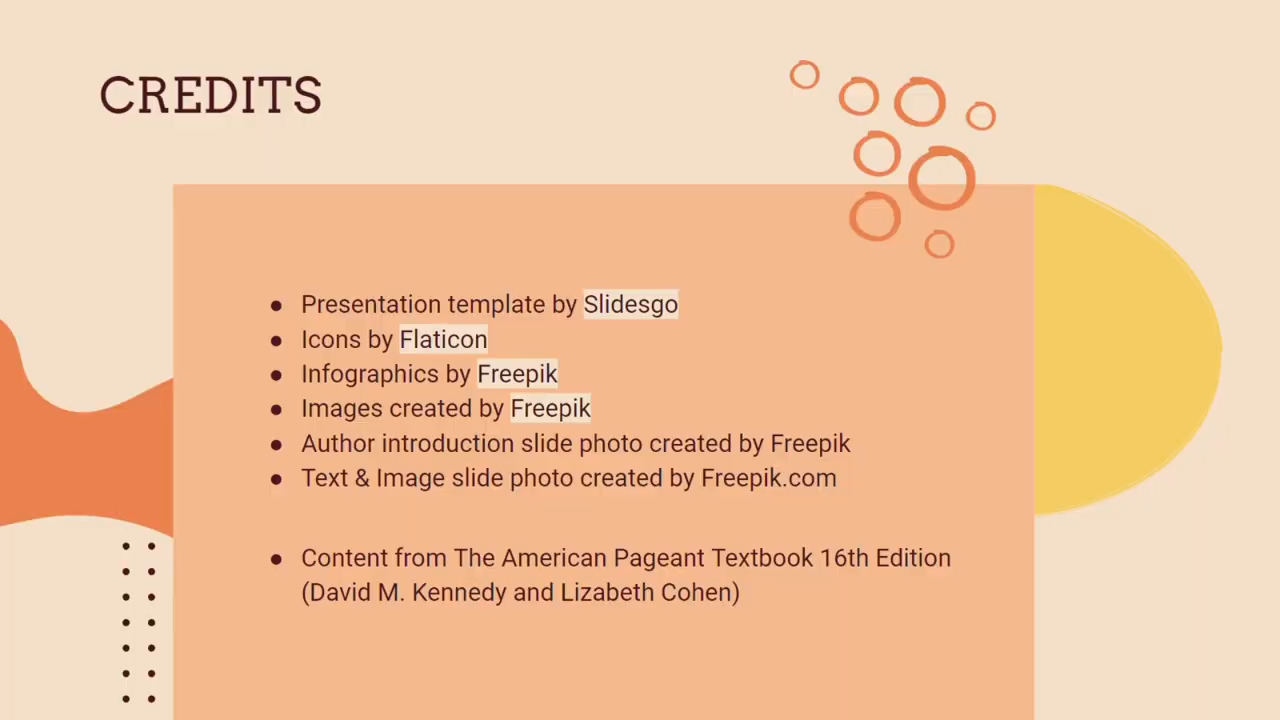 CREDITS
● Presentation template by Slidesgo
● Icons by Flaticon
● Infographics by Freepik
● Images created by Freepik
● Author introduction slide photo created by Freepik
● Text & Image slide photo created by Freepik.com
● Content from The American Pageant Textbook 16th Edition
(David M. Kennedy and Lizabeth Cohen)